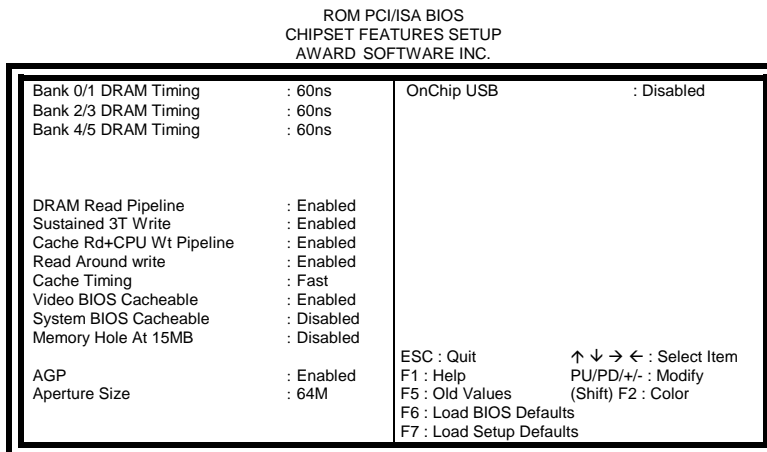 ROM PCI/ISA BIOS
CHIPSET FEATURES SETUP
AWARD SOFTWARE INC.
Bank 0/1 DRAM Timing : 60ns
Bank 2/3 DRAM Timing : 60ns
Bank 4/5 DRAM Timing : 60ns
DRAM Read Pipeline : Enabled
Sustained 3T Write : Enabled
Cache Rd+CPU Wt Pipeline : Enabled
Read Around write : Enabled
Cache Timing : Fast
Video BIOS Cacheable : Enabled
System BIOS Cacheable : Disabled
Memory Hole At 15MB : Disabled
AGP : Enabled
Aperture Size : 64M
OnChip USB : Disabled
ESC : Quit ↑ ↓ → ← : Select Item
F1 : Help PU/PD/+/- : Modify
F5 : Old Values (Shift) F2 : Color
F6 : Load BIOS Defaults
F7 : Load Setup Defaults